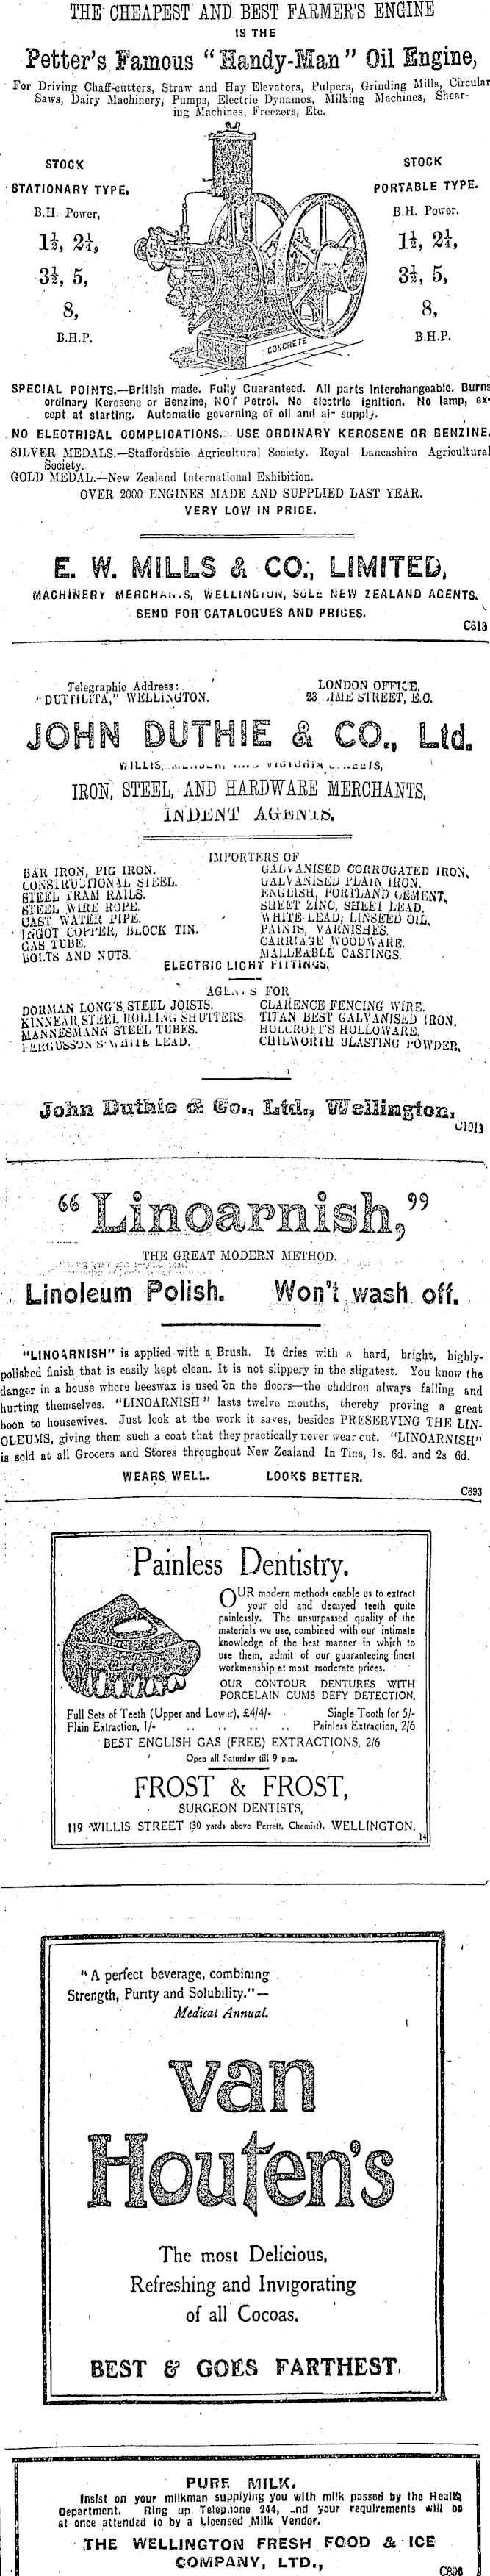 THE CHEAPEST AND BEST FARMER'S ENGINE
IS THE
Petter's Famous "Handy-Man" Oil Engine,
For Driving Chaff-cutters, Straw and Hay Elevators, Pulpers, Grinding Mills, Circular
Saws, Dairy Machinery, Pumps, Electric Dynamos, Milking Machines, Shear-
ing Machines, Freezers, Etc.
STOCK
STATIONARY TYPE.
B.H. Power,
1½, 2¼,
3½, 5,
8,
B.H.P.
STOCK
PORTABLE TYPE.
B.H. Power,
1½, 2¼,
3½, 5,
8,
B.H.P.
CONCRETE
SPECIAL POINTS.—British made. Fully Guaranteed. All parts Interchangeable. Burns
ordinary Kerosene or Benzine, NOT Petrol. No electric ignition. No lamp, ex-
cept at starting. Automatic governing of oil and ai- supply.
NO ELECTRICAL COMPLICATIONS. USE ORDINARY KEROSENE OR BENZINE.
SILVER MEDALS.—Staffordshire Agricultural Society. Royal Lancashire Agricultural
Society.
GOLD MEDAL.—New Zealand International Exhibition.
OVER 2000 ENGINES MADE AND SUPPLIED LAST YEAR.
VERY LOW IN PRICE.
E. W. MILLS & CO., LIMITED,
MACHINERY MERCHANTS, WELLINGTON, SOLE NEW ZEALAND AGENTS.
SEND FOR CATALOGUES AND PRICES.
C813
Telegraphic Address:
"DUTHLITA," WELLINGTON.
LONDON OFFICE,
23 LIME STREET, E.C.
JOHN DUTHIE & CO., Ltd.
WILLIS, VICTORIA STREETS,
IRON, STEEL, AND HARDWARE MERCHANTS,
INDENT AGENTS.
IMPORTERS OF
BAR IRON, PIG IRON.
CONSTRUCTIONAL STEEL.
STEEL TRAM RAILS.
STEEL WIRE ROPE.
CAST WATER PIPE.
INGOT COPPER, BLOCK TIN.
GAS TUBE.
BOLTS AND NUTS.
GALVANISED CORRUGATED IRON,
GALVANISED PLAIN IRON.
ENGLISH, PORTLAND CEMENT,
SHEET ZINC, SHEET LEAD.
WHITE LEAD, LINSEED OIL,
PAINTS, VARNISHES.
CARRIAGE WOODWARE.
MALLEABLE CASTINGS.
ELECTRIC LIGHT FITTINGS.
AGENTS FOR
DORMAN LONG'S STEEL JOISTS.
KINNEAR STEEL ROLLING SHUTTERS.
MANNESMANN STEEL TUBES.
FERGUSSON'S WHITE LEAD.
CLARENCE FENCING WIRE.
TITAN BEST GALVANISED IRON.
HOLCROFT'S HOLLOWARE.
CHILWORTH BLASTING POWDER,
John Duthie & Co., Ltd., Wellington,
C1013
"Linoarnish,"
THE GREAT MODERN METHOD.
Linoleum Polish. Won't wash off.
"LINOARNISH" is applied with a Brush. It dries with a hard, bright, highly-
polished finish that is easily kept clean. It is not slippery in the slightest. You know the
danger in a house where beeswax is used on the floors—the children always falling and
hurting themselves. "LINOARNISH" lasts twelve months, thereby proving a great
boon to housewives. Just look at the work it saves, besides PRESERVING THE LIN-
OLEUMS, giving them such a coat that they practically never wear out. "LINOARNISH"
is sold at all Grocers and Stores throughout New Zealand In Tins, 1s. 6d. and 2s 6d.
WEARS WELL. LOOKS BETTER.
C693
Painless Dentistry.
OUR modern methods enable us to extract
your old and decayed teeth quite
painlessly. The unsurpassed quality of the
materials we use, combined with our intimate
knowledge of the best manner in which to
use them, admit of our guaranteeing finest
workmanship at most moderate prices.
OUR CONTOUR DENTURES WITH
PORCELAIN GUMS DEFY DETECTION.
Full Sets of Teeth (Upper and Lower), £4/4/- Single Tooth for 5/-
Plain Extraction, 1/- .. .. .. .. Painless Extraction, 2/6
BEST ENGLISH GAS (FREE) EXTRACTIONS, 2/6
Open all Saturday till 9 p.m.
FROST & FROST,
SURGEON DENTISTS,
119 WILLIS STREET (30 yards above Perrett, Chemist). WELLINGTON.
14
"A perfect beverage, combining
Strength, Purity and Solubility."—
Medical Annual.
van
Houten's
The most Delicious,
Refreshing and Invigorating
of all Cocoas.
BEST & GOES FARTHEST.
PURE MILK.
Insist on your milkman supplying you with milk passed by the Health
Department. Ring up Telephone 244, and your requirements will be
at once attended to by a Licensed Milk Vendor.
THE WELLINGTON FRESH FOOD & ICE
COMPANY, LTD.,
C896